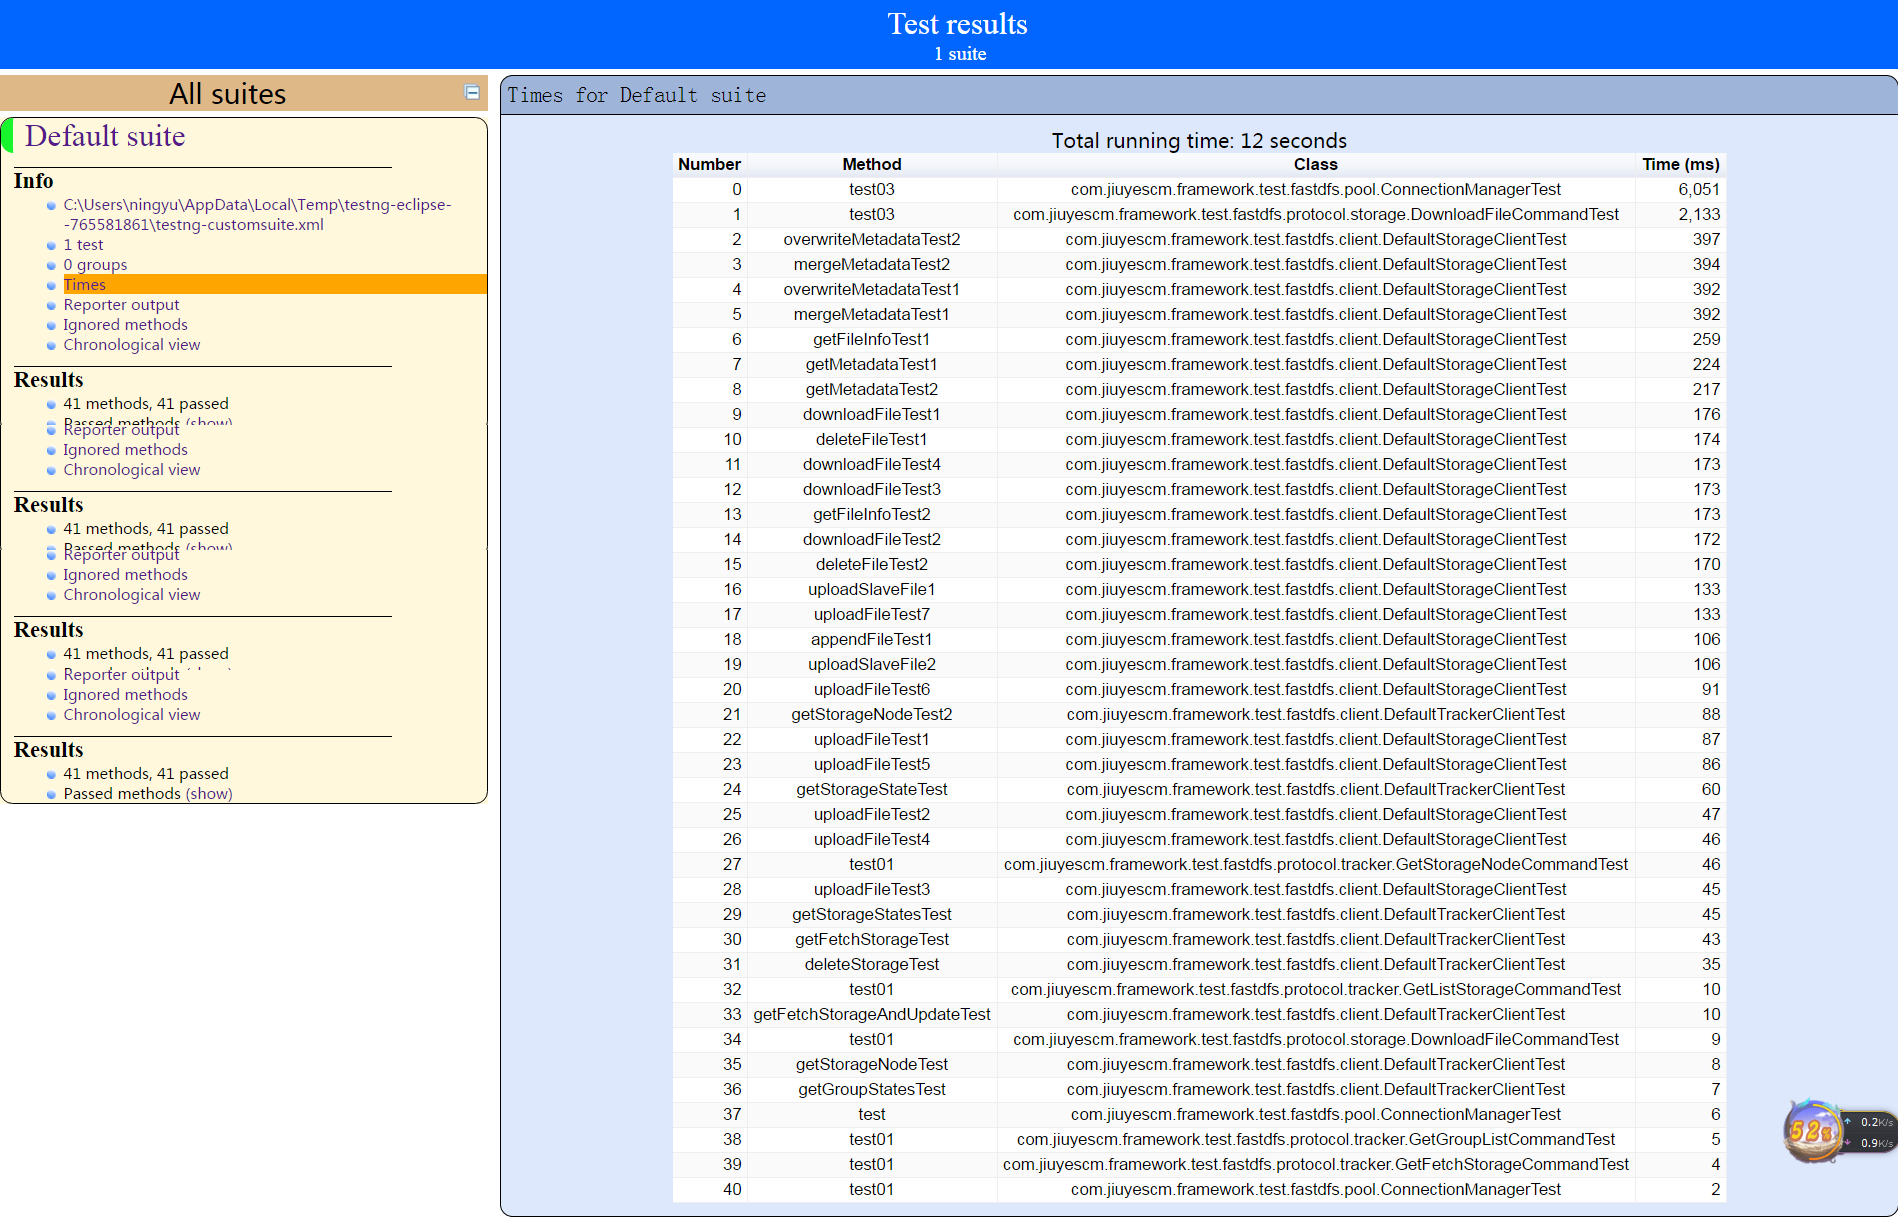 Test results
1 suite
All suites
Default suite
Info
C:\Users\ningyu\AppData\Local\Temp\testng-eclipse-
-765581861\testng-customsuite.xml
1 test
0 groups
Times
Reporter output
Ignored methods
Chronological view
Results
41 methods, 41 passed
Passed methods (show)
Reporter output
Ignored methods
Chronological view
Results
41 methods, 41 passed
Passed methods (show)
Reporter output
Ignored methods
Chronological view
Results
41 methods, 41 passed
Reporter output
Ignored methods
Chronological view
Results
41 methods, 41 passed
Passed methods (show)
Times for Default suite
Total running time: 12 seconds
Number Method Class Time (ms)
0 test03 com.jiuyescm.framework.test.fastdfs.pool.ConnectionManagerTest 6,051
1 test03 com.jiuyescm.framework.test.fastdfs.protocol.storage.DownloadFileCommandTest 2,133
2 overwriteMetadataTest2 com.jiuyescm.framework.test.fastdfs.client.DefaultStorageClientTest 397
3 mergeMetadataTest2 com.jiuyescm.framework.test.fastdfs.client.DefaultStorageClientTest 394
4 overwriteMetadataTest1 com.jiuyescm.framework.test.fastdfs.client.DefaultStorageClientTest 392
5 mergeMetadataTest1 com.jiuyescm.framework.test.fastdfs.client.DefaultStorageClientTest 392
6 getFileInfoTest1 com.jiuyescm.framework.test.fastdfs.client.DefaultStorageClientTest 259
7 getMetadataTest1 com.jiuyescm.framework.test.fastdfs.client.DefaultStorageClientTest 224
8 getMetadataTest2 com.jiuyescm.framework.test.fastdfs.client.DefaultStorageClientTest 217
9 downloadFileTest1 com.jiuyescm.framework.test.fastdfs.client.DefaultStorageClientTest 176
10 deleteFileTest1 com.jiuyescm.framework.test.fastdfs.client.DefaultStorageClientTest 174
11 downloadFileTest4 com.jiuyescm.framework.test.fastdfs.client.DefaultStorageClientTest 173
12 downloadFileTest3 com.jiuyescm.framework.test.fastdfs.client.DefaultStorageClientTest 173
13 getFileInfoTest2 com.jiuyescm.framework.test.fastdfs.client.DefaultStorageClientTest 173
14 downloadFileTest2 com.jiuyescm.framework.test.fastdfs.client.DefaultStorageClientTest 172
15 deleteFileTest2 com.jiuyescm.framework.test.fastdfs.client.DefaultStorageClientTest 170
16 uploadSlaveFile1 com.jiuyescm.framework.test.fastdfs.client.DefaultStorageClientTest 133
17 uploadFileTest7 com.jiuyescm.framework.test.fastdfs.client.DefaultStorageClientTest 133
18 appendFileTest1 com.jiuyescm.framework.test.fastdfs.client.DefaultStorageClientTest 106
19 uploadSlaveFile2 com.jiuyescm.framework.test.fastdfs.client.DefaultStorageClientTest 106
20 uploadFileTest6 com.jiuyescm.framework.test.fastdfs.client.DefaultStorageClientTest 91
21 getStorageNodeTest2 com.jiuyescm.framework.test.fastdfs.client.DefaultTrackerClientTest 88
22 uploadFileTest1 com.jiuyescm.framework.test.fastdfs.client.DefaultStorageClientTest 87
23 uploadFileTest5 com.jiuyescm.framework.test.fastdfs.client.DefaultStorageClientTest 86
24 getStorageStateTest com.jiuyescm.framework.test.fastdfs.client.DefaultTrackerClientTest 60
25 uploadFileTest2 com.jiuyescm.framework.test.fastdfs.client.DefaultStorageClientTest 47
26 uploadFileTest4 com.jiuyescm.framework.test.fastdfs.client.DefaultStorageClientTest 46
27 test01 com.jiuyescm.framework.test.fastdfs.protocol.tracker.GetStorageNodeCommandTest 46
28 uploadFileTest3 com.jiuyescm.framework.test.fastdfs.client.DefaultStorageClientTest 45
29 getStorageStatesTest com.jiuyescm.framework.test.fastdfs.client.DefaultTrackerClientTest 45
30 getFetchStorageTest com.jiuyescm.framework.test.fastdfs.client.DefaultTrackerClientTest 43
31 deleteStorageTest com.jiuyescm.framework.test.fastdfs.client.DefaultTrackerClientTest 35
32 test01 com.jiuyescm.framework.test.fastdfs.protocol.tracker.GetListStorageCommandTest 10
33 getFetchStorageAndUpdateTest com.jiuyescm.framework.test.fastdfs.client.DefaultTrackerClientTest 10
34 test01 com.jiuyescm.framework.test.fastdfs.protocol.storage.DownloadFileCommandTest 9
35 getStorageNodeTest com.jiuyescm.framework.test.fastdfs.client.DefaultTrackerClientTest 8
36 getGroupStatesTest com.jiuyescm.framework.test.fastdfs.client.DefaultTrackerClientTest 7
37 test com.jiuyescm.framework.test.fastdfs.pool.ConnectionManagerTest 6
38 test01 com.jiuyescm.framework.test.fastdfs.protocol.tracker.GetGroupListCommandTest 5
39 test01 com.jiuyescm.framework.test.fastdfs.protocol.tracker.GetFetchStorageCommandTest 4
40 test01 com.jiuyescm.framework.test.fastdfs.pool.ConnectionManagerTest 2
52%
0.2K/s
0.9K/s